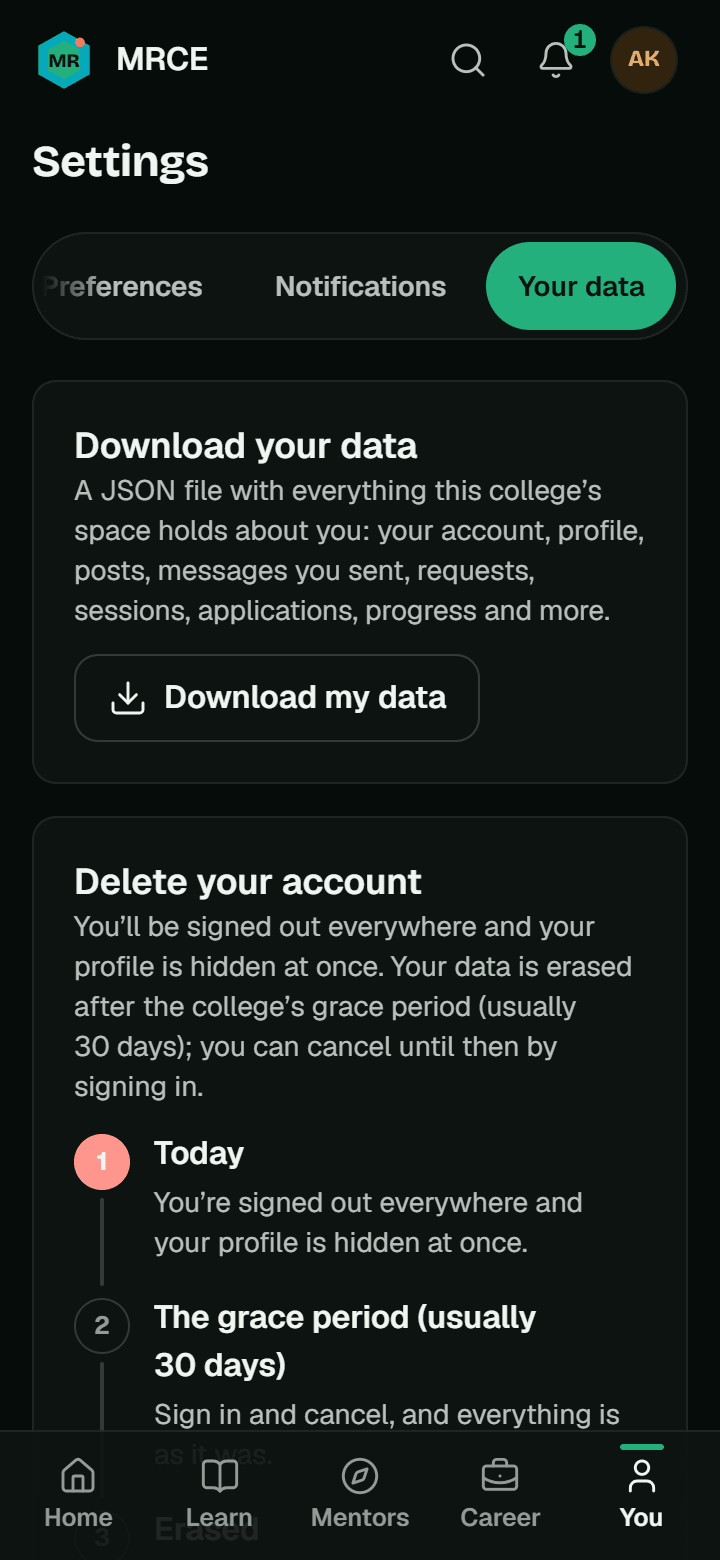 MR
MRCE
1
AK
Settings
Preferences
Notifications
Your data
Download your data
A JSON file with everything this college’s
space holds about you: your account, profile,
posts, messages you sent, requests,
sessions, applications, progress and more.
Download my data
Delete your account
You’ll be signed out everywhere and your
profile is hidden at once. Your data is erased
after the college’s grace period (usually
30 days); you can cancel until then by
signing in.
1
Today
You’re signed out everywhere and
your profile is hidden at once.
2
The grace period (usually
30 days)
Sign in and cancel, and everything is
as it was.
3
Erased
Home
Learn
Mentors
Career
You